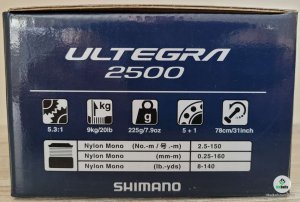 ULTEGRA
2500
kg
g
5.3:1 9kg/20lb 225g/7.9oz 5 + 1 78cm/31inch
Nylon Mono (No.-m / 号.-m) 2.5-150
Nylon Mono (mm-m) 0.25-160
Nylon Mono (lb.-yds) 8-140
SHIMANO